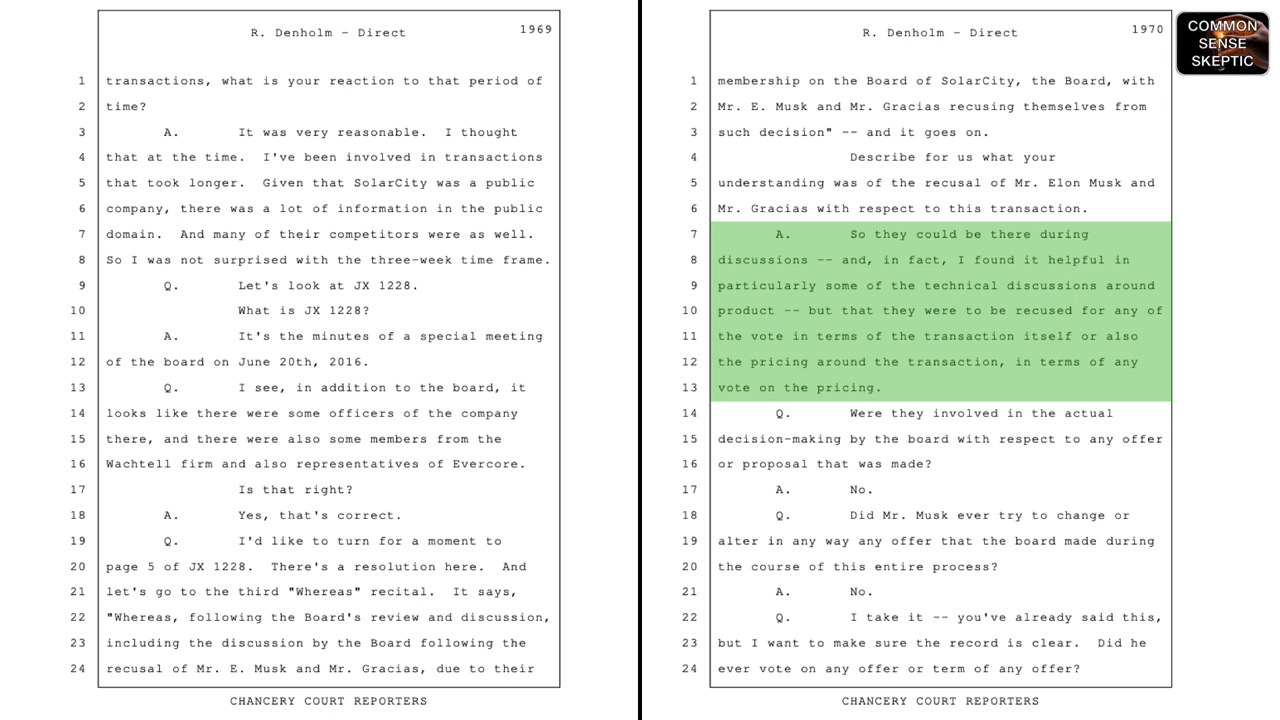 R. Denholm - Direct 1969
1 transactions, what is your reaction to that period of
2 time?
3 A. It was very reasonable. I thought
4 that at the time. I've been involved in transactions
5 that took longer. Given that SolarCity was a public
6 company, there was a lot of information in the public
7 domain. And many of their competitors were as well.
8 So I was not surprised with the three-week time frame.
9 Q. Let's look at JX 1228.
10 What is JX 1228?
11 A. It's the minutes of a special meeting
12 of the board on June 20th, 2016.
13 Q. I see, in addition to the board, it
14 looks like there were some officers of the company
15 there, and there were also some members from the
16 Wachtell firm and also representatives of Evercore.
17 Is that right?
18 A. Yes, that's correct.
19 Q. I'd like to turn for a moment to
20 page 5 of JX 1228. There's a resolution here. And
21 let's go to the third "Whereas" recital. It says,
22 "Whereas, following the Board's review and discussion,
23 including the discussion by the Board following the
24 recusal of Mr. E. Musk and Mr. Gracias, due to their
CHANCERY COURT REPORTERS
R. Denholm - Direct 1970
1 membership on the Board of SolarCity, the Board, with
2 Mr. E. Musk and Mr. Gracias recusing themselves from
3 such decision" -- and it goes on.
4 Describe for us what your
5 understanding was of the recusal of Mr. Elon Musk and
6 Mr. Gracias with respect to this transaction.
7 A. So they could be there during
8 discussions -- and, in fact, I found it helpful in
9 particularly some of the technical discussions around
10 product -- but that they were to be recused for any of
11 the vote in terms of the transaction itself or also
12 the pricing around the transaction, in terms of any
13 vote on the pricing.
14 Q. Were they involved in the actual
15 decision-making by the board with respect to any offer
16 or proposal that was made?
17 A. No.
18 Q. Did Mr. Musk ever try to change or
19 alter in any way any offer that the board made during
20 the course of this entire process?
21 A. No.
22 Q. I take it -- you've already said this,
23 but I want to make sure the record is clear. Did he
24 ever vote on any offer or term of any offer?
CHANCERY COURT REPORTERS
COMMON
SENSE
SKEPTIC